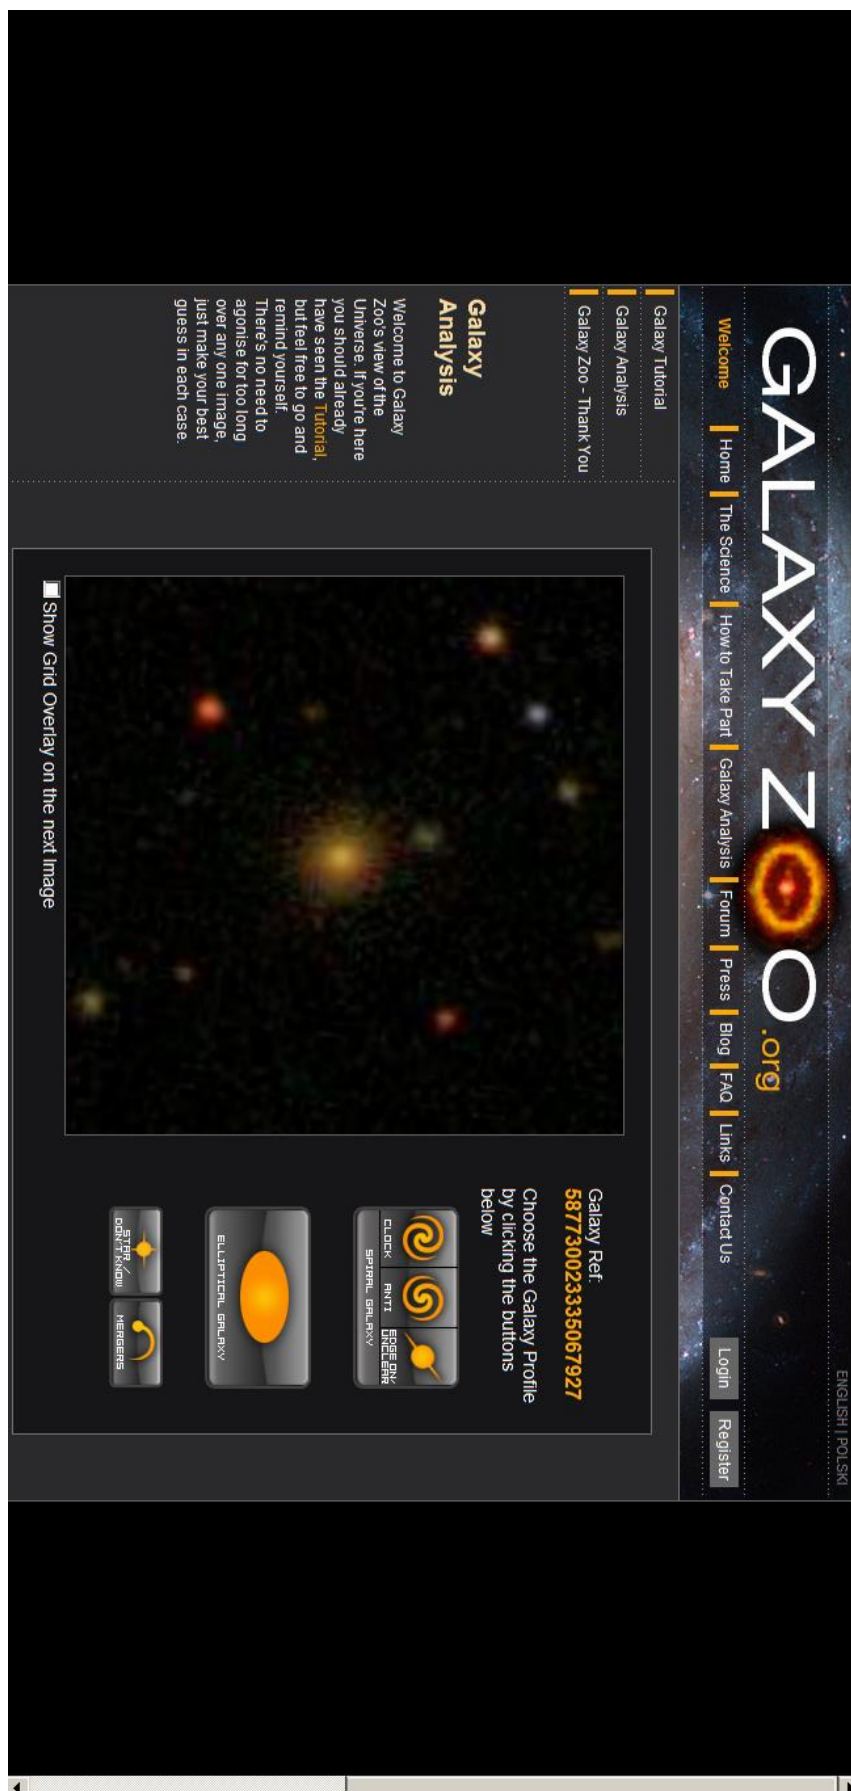 ENGLISH | POLSKI
GALAXY ZOO.org
Welcome Home The Science How to Take Part Galaxy Analysis Forum Press Blog FAQ Links Contact Us Login Register
Galaxy Tutorial
Galaxy Analysis
Galaxy Zoo - Thank You
Galaxy
Analysis
Welcome to Galaxy
Zoo's view of the
Universe. If you're here
you should already
have seen the Tutorial,
but feel free to go and
remind yourself.
There's no need to
agonise for too long
over any one image,
just make your best
guess in each case.
Show Grid Overlay on the next Image
Galaxy Ref:
587730023335067927
Choose the Galaxy Profile
by clicking the buttons
below
CLOCK ANTI EDGE ON/
UNCLEAR
SPIRAL GALAXY
ELLIPTICAL GALAXY
STAR /
DON'T KNOW
MERGERS